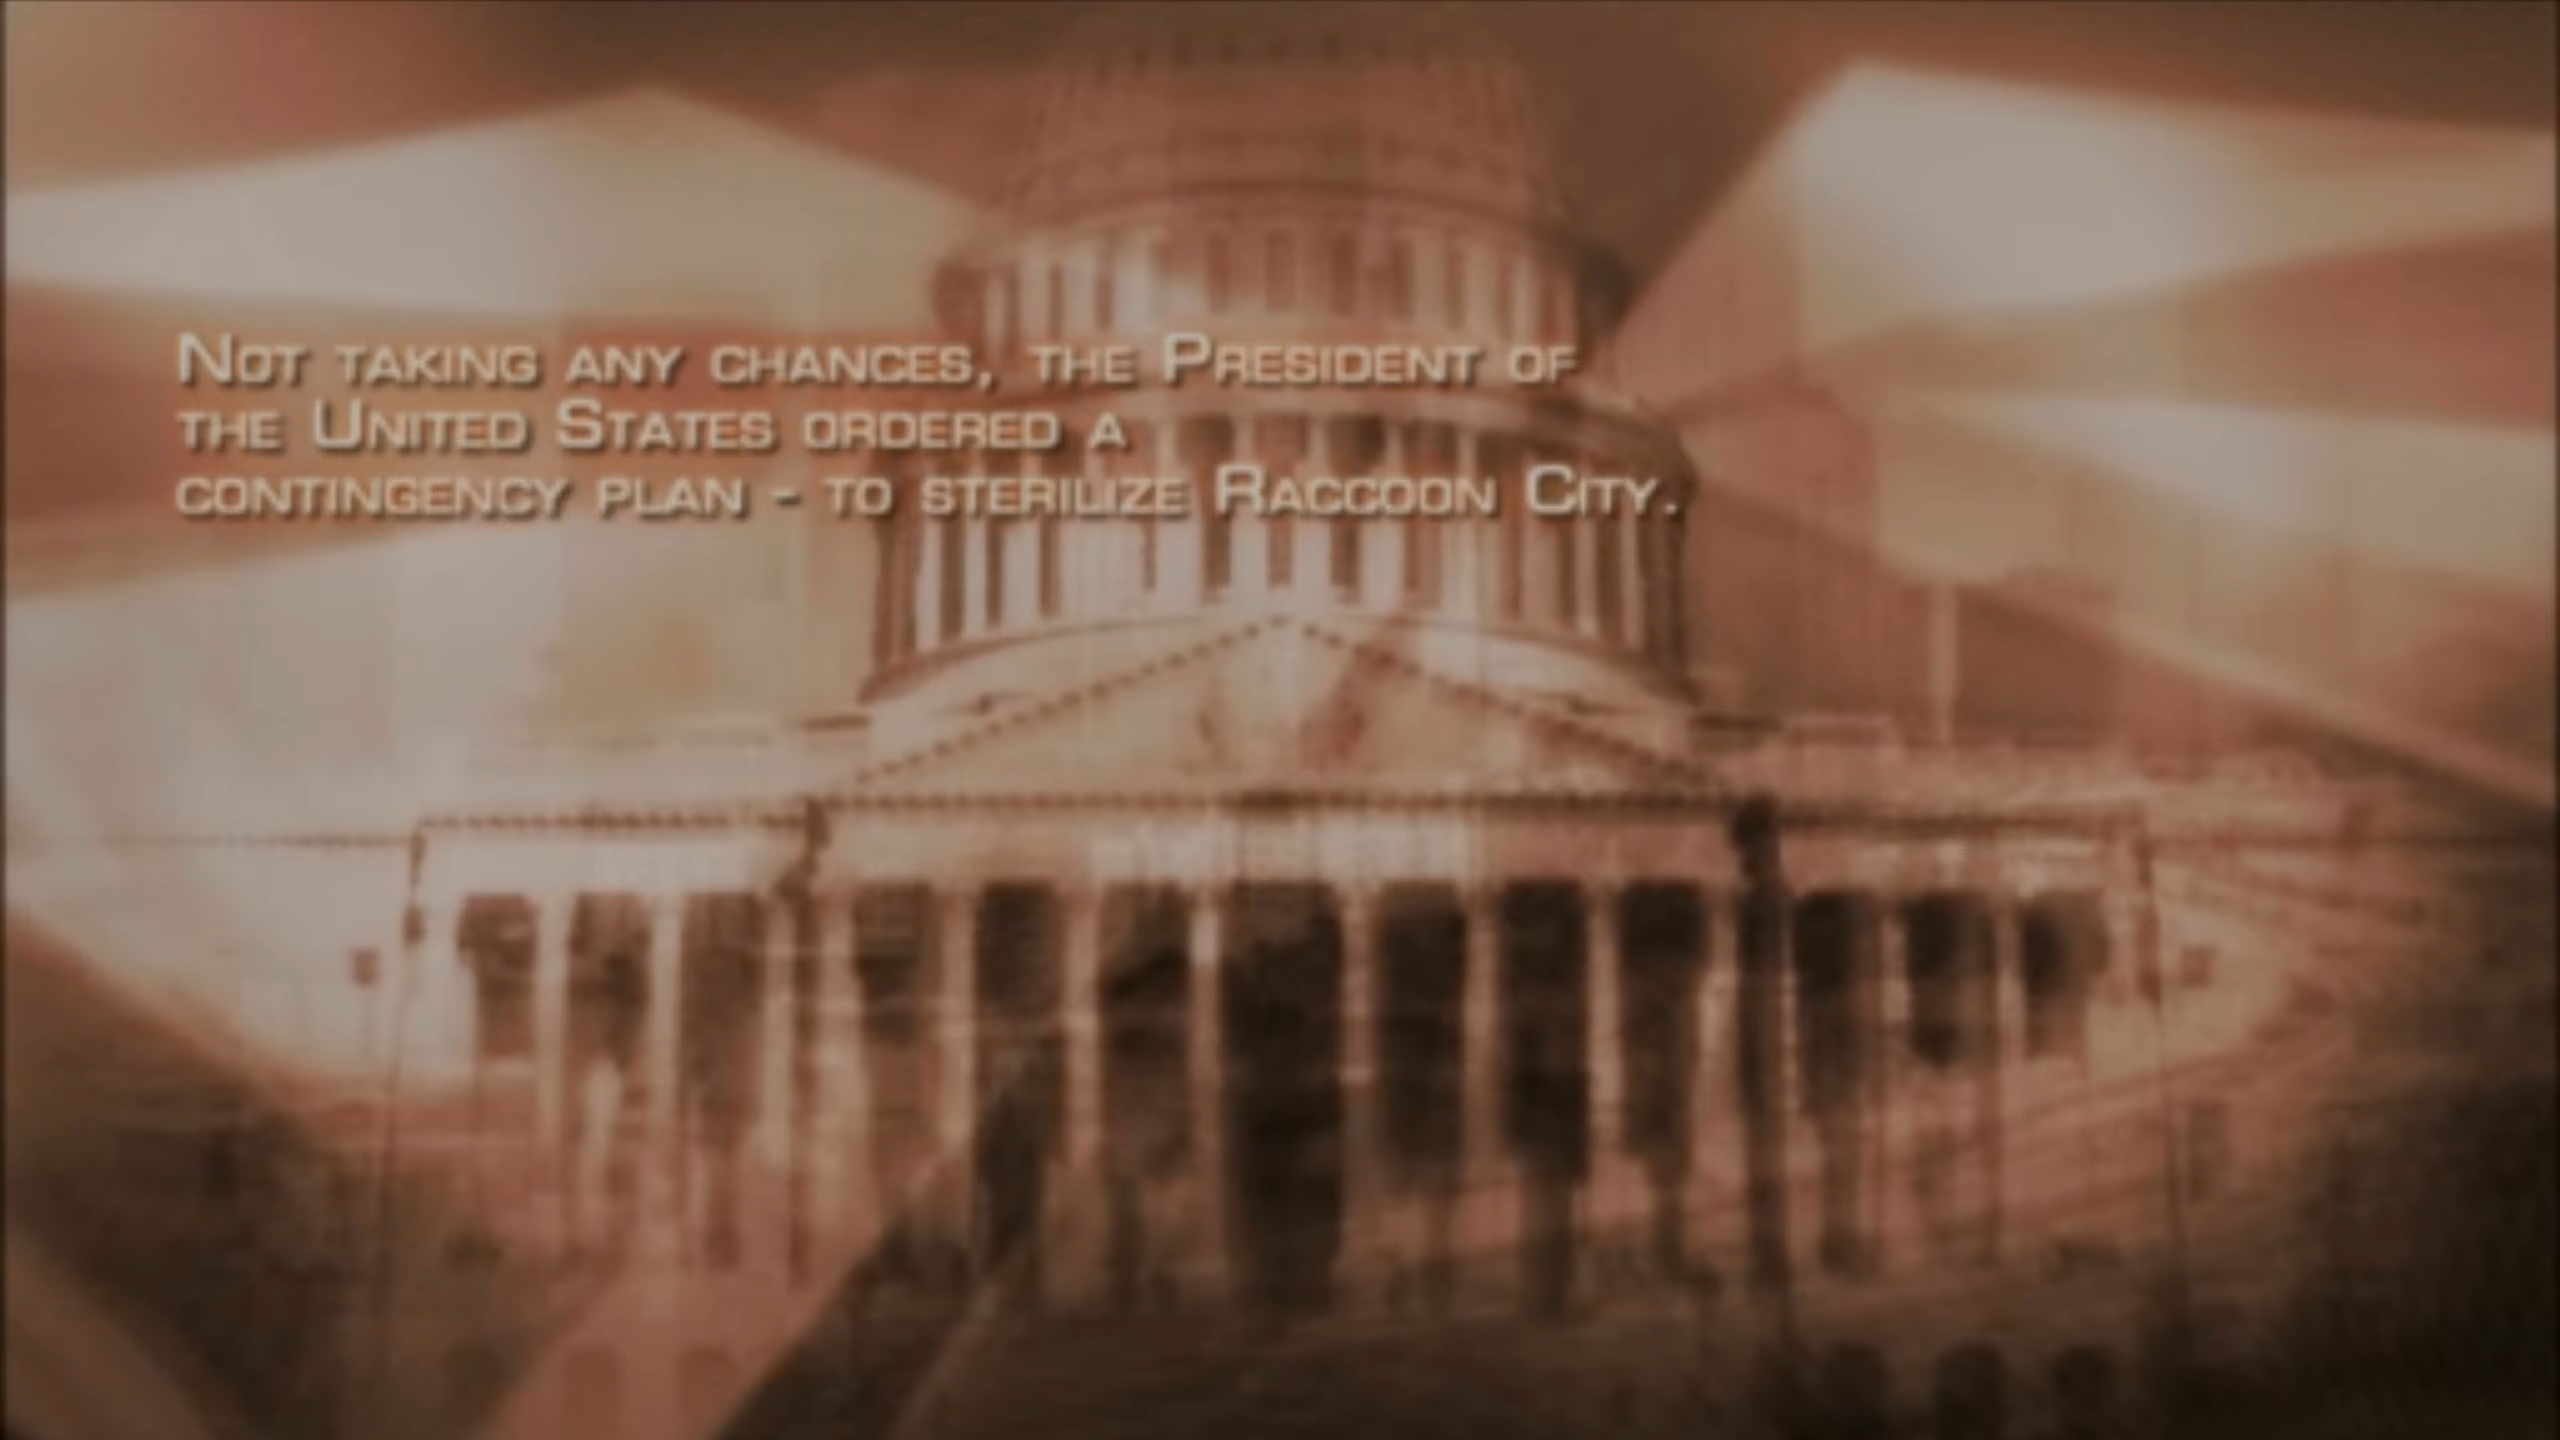 Not taking any chances, the President of
the United States ordered a
contingency plan - to sterilize Raccoon City.